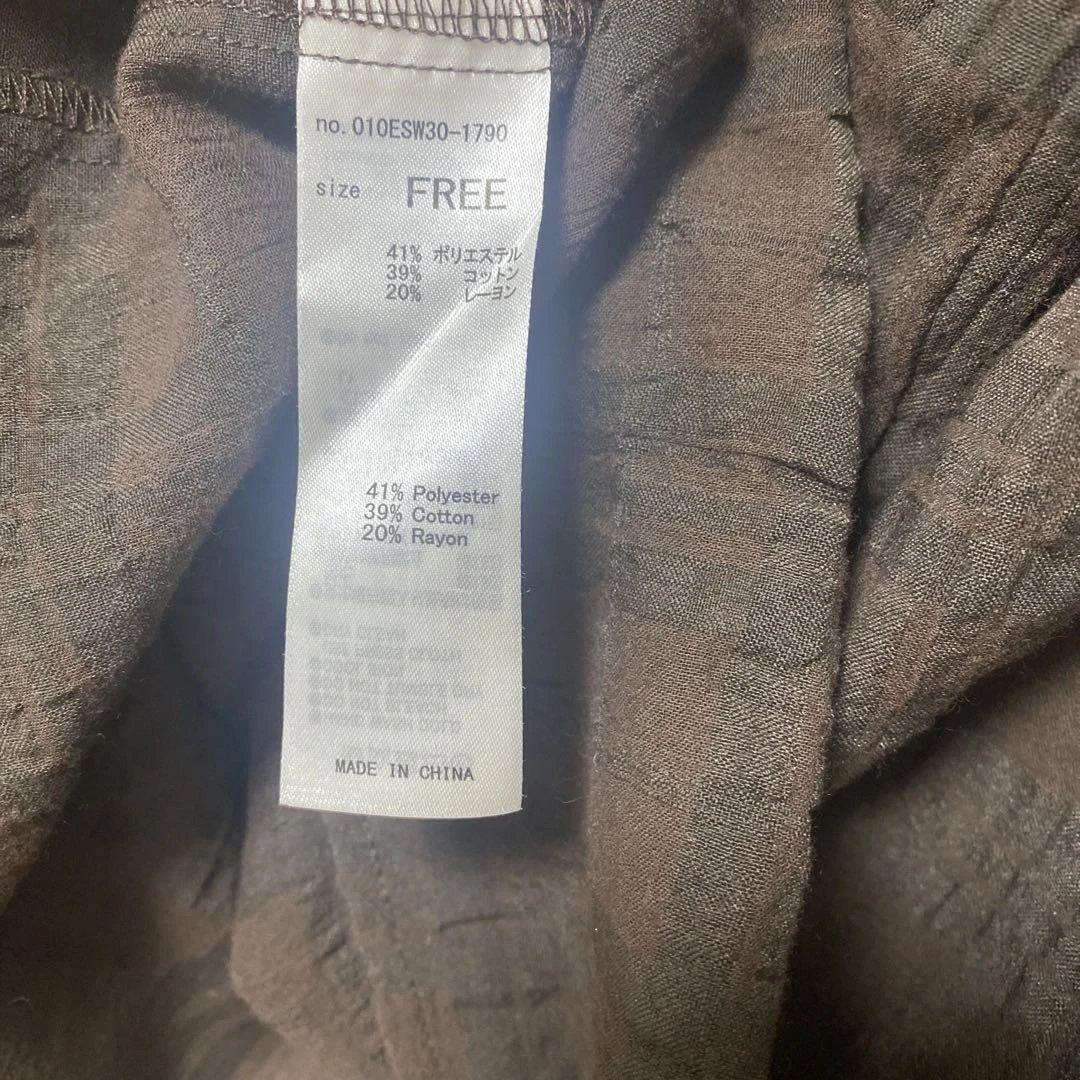 no. 010ESW30-1790
size FREE
41% ポリエステル
39% コットン
20% レーヨン
41% Polyester
39% Cotton
20% Rayon
MADE IN CHINA